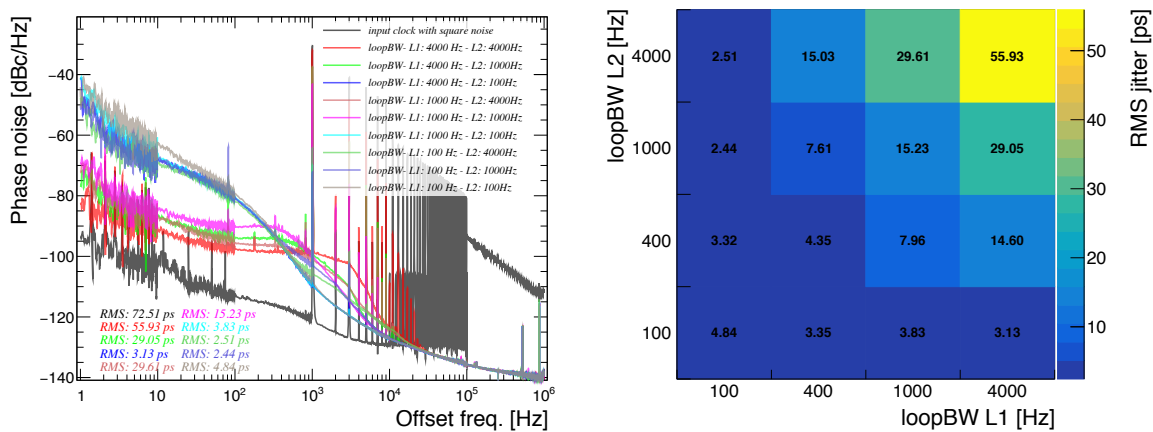 Phase noise [dBc/Hz]
−40
−60
−80
−100
−120
−140
1
10
10²
10³
10⁴
10⁵
10⁶
Offset freq. [Hz]
input clock with square noise
loopBW- L1: 4000 Hz - L2: 4000Hz
loopBW- L1: 4000 Hz - L2: 1000Hz
loopBW- L1: 4000 Hz - L2: 100Hz
loopBW- L1: 1000 Hz - L2: 4000Hz
loopBW- L1: 1000 Hz - L2: 1000Hz
loopBW- L1: 1000 Hz - L2: 100Hz
loopBW- L1: 100 Hz - L2: 4000Hz
loopBW- L1: 100 Hz - L2: 1000Hz
loopBW- L1: 100 Hz - L2: 100Hz
RMS: 72.51 ps RMS: 15.23 ps
RMS: 55.93 ps RMS: 3.83 ps
RMS: 29.05 ps RMS: 2.51 ps
RMS: 3.13 ps RMS: 2.44 ps
RMS: 29.61 ps RMS: 4.84 ps
loopBW L2 [Hz]
4000 2.51 15.03 29.61 55.93
1000 2.44 7.61 15.23 29.05
400 3.32 4.35 7.96 14.60
100 4.84 3.35 3.83 3.13
100 400 1000 4000
loopBW L1 [Hz]
50
40
30
20
10
RMS jitter [ps]